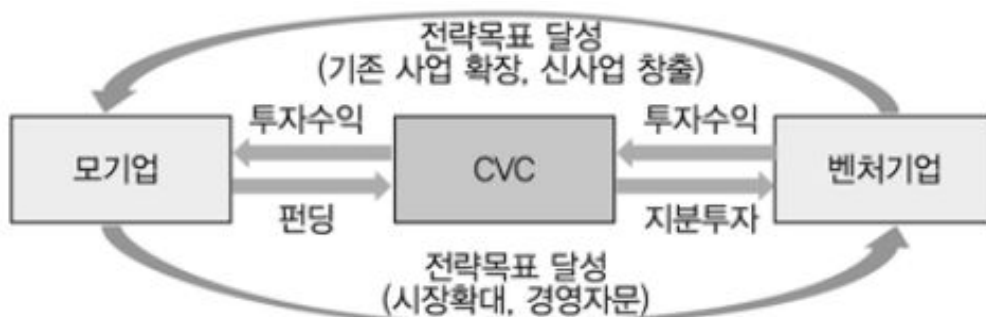 전략목표 달성
(기존 사업 확장, 신사업 창출)
투자수익
투자수익
모기업
CVC
벤처기업
펀딩
지분투자
전략목표 달성
(시장확대, 경영자문)